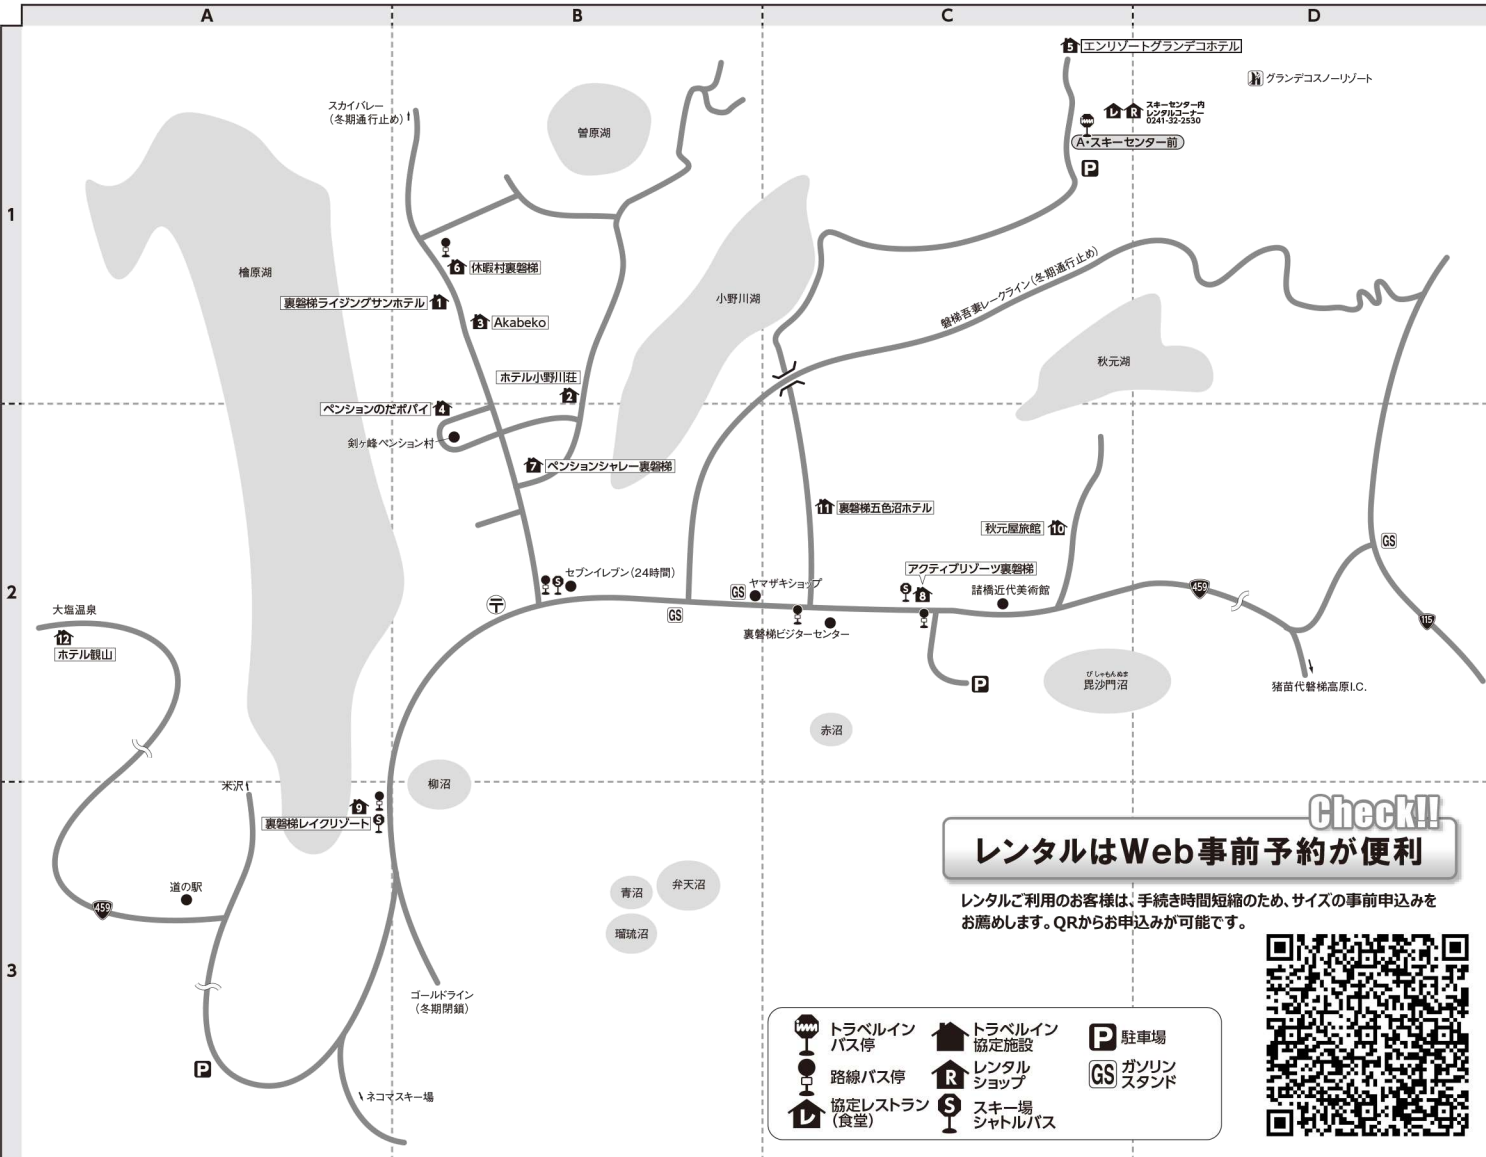 A
B
C
D
1
2
3
5
エンリゾートグランデコホテル
グランデコスノーリゾート
スカイバレー
(冬期通行止め)
曽原湖
レ
R
スキーセンター内
レンタルコーナー
0241-32-2530
A・スキーセンター前
P
檜原湖
6
休暇村裏磐梯
裏磐梯ライジングサンホテル
1
3
Akabeko
小野川湖
磐梯吾妻レークライン(冬期通行止め)
秋元湖
ホテル小野川荘
2
ペンションのだポパイ
4
剣ヶ峰ペンション村
7
ペンションシャレー裏磐梯
11
裏磐梯五色沼ホテル
秋元屋旅館
10
GS
S
セブンイレブン(24時間)
GS
ヤマザキショップ
アクティブリゾーツ裏磐梯
S
8
諸橋近代美術館
459
GS
裏磐梯ビジターセンター
115
大塩温泉
12
ホテル観山
P
びしゃもんぬま
毘沙門沼
猪苗代磐梯高原I.C.
赤沼
柳沼
米沢
9
裏磐梯レイクリゾート
S
Check!!
レンタルはWeb事前予約が便利
レンタルご利用のお客様は、手続き時間短縮のため、サイズの事前申込みを
お薦めします。QRからお申込みが可能です。
道の駅
459
青沼
弁天沼
瑠琉沼
ゴールドライン
(冬期閉鎖)
P
ネコマスキー場
トラベルイン
バス停
トラベルイン
協定施設
P
駐車場
路線バス停
R
レンタル
ショップ
GS
ガソリン
スタンド
レ
協定レストラン
(食堂)
S
スキー場
シャトルバス